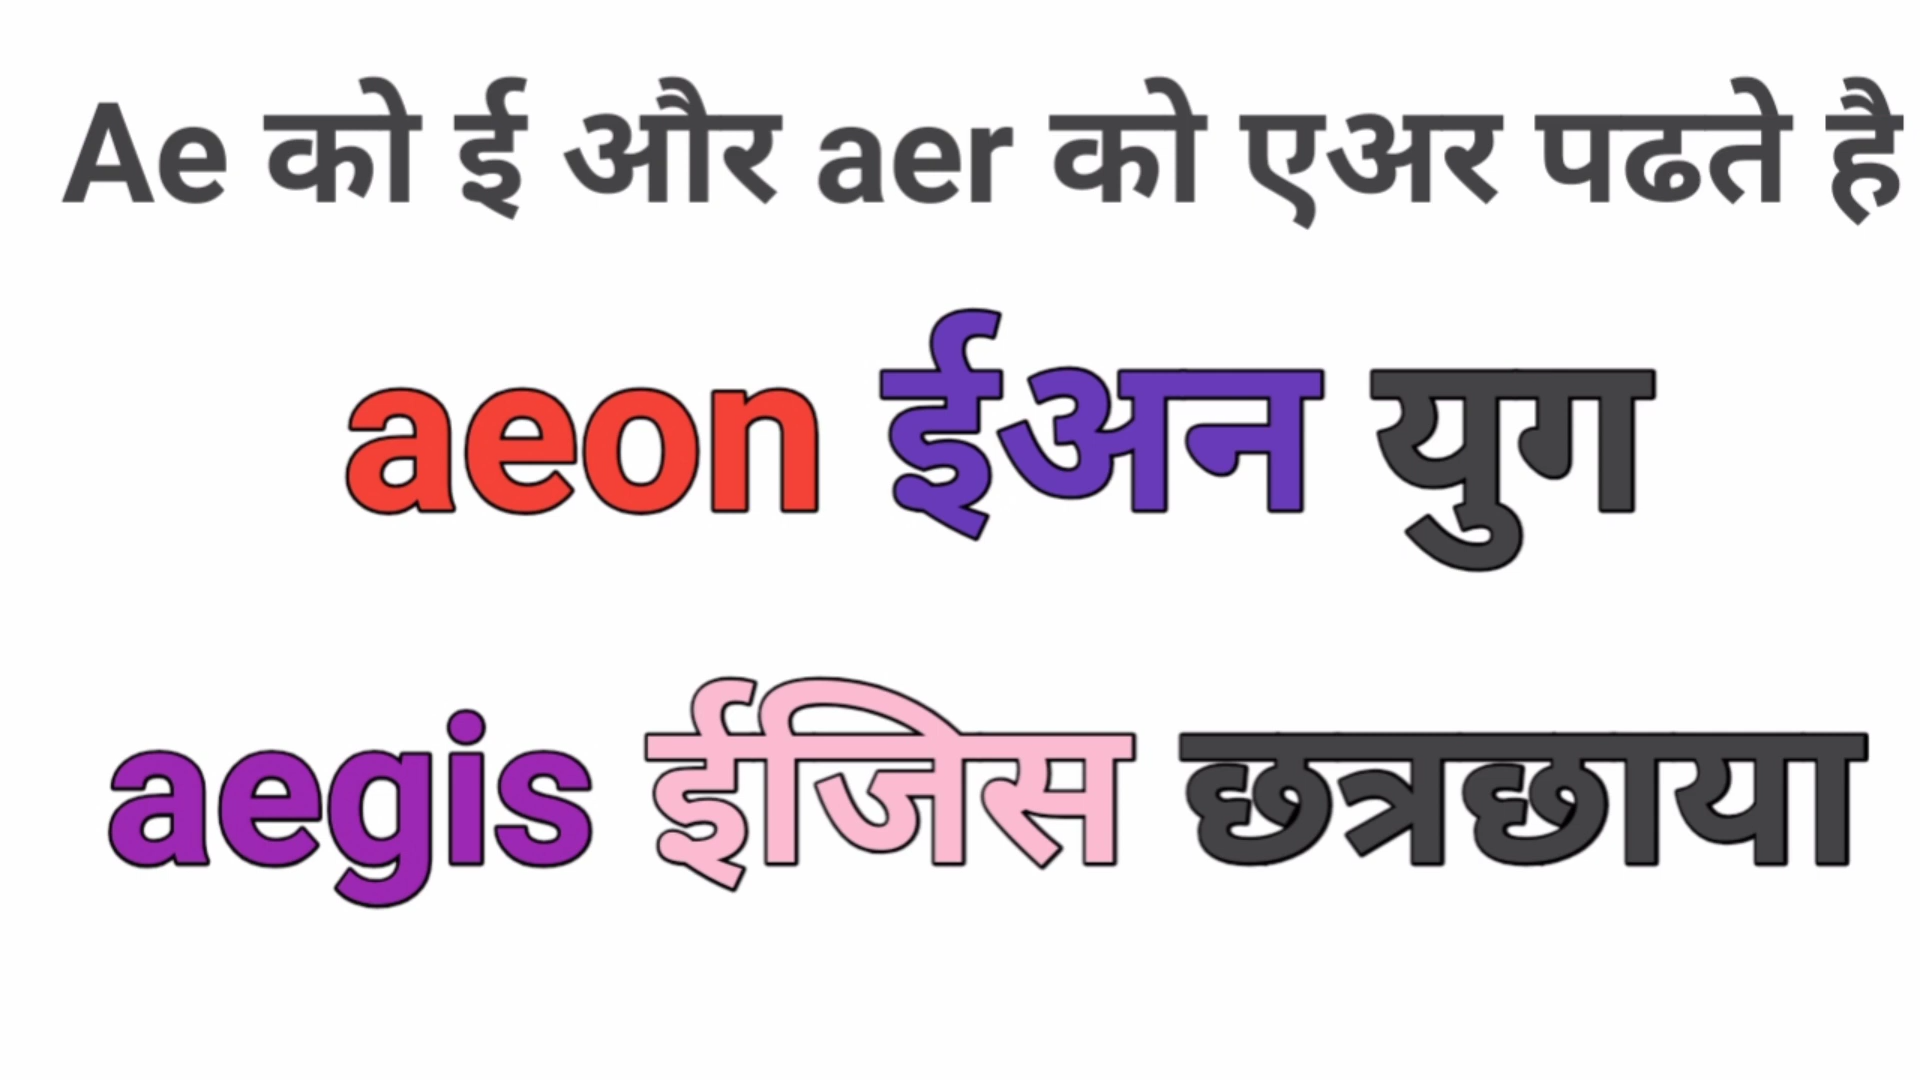 Ae को ई और aer को एअर पढते है
aeon ईअन युग
aegis ईजिस छत्रछाया